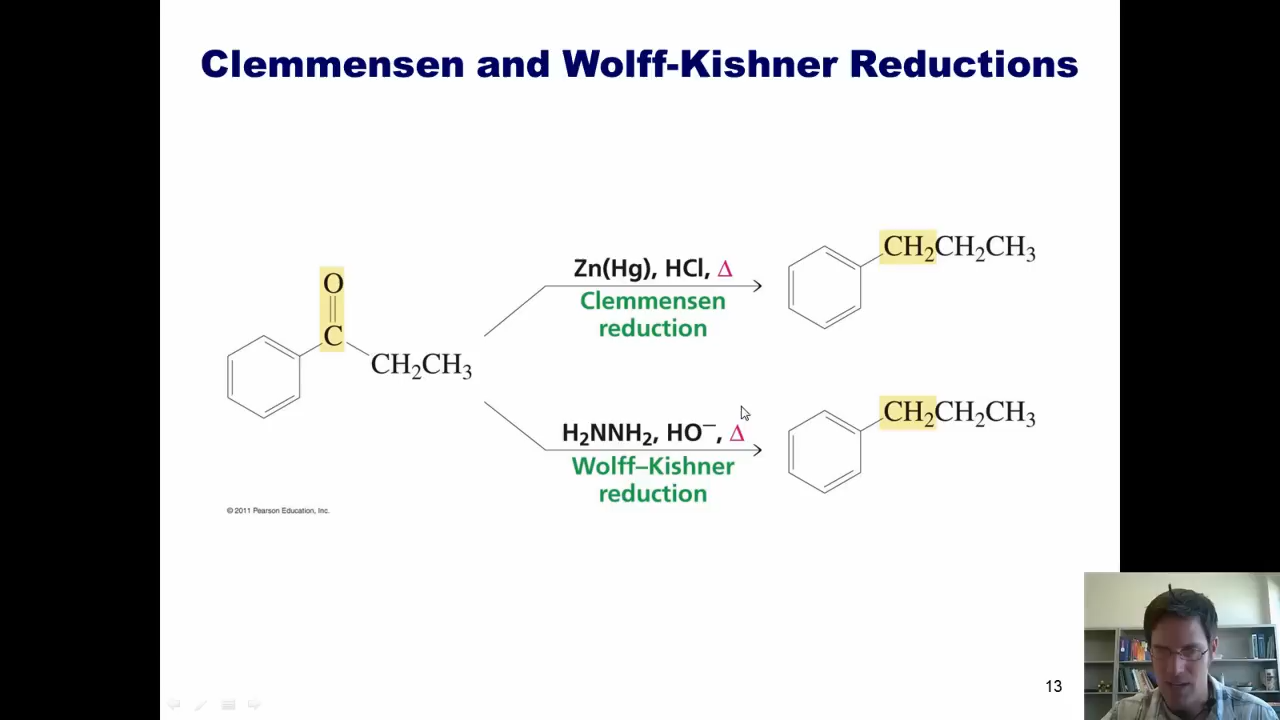 Clemmensen and Wolff-Kishner Reductions
O
C
CH₂CH₃
Zn(Hg), HCl, Δ
Clemmensen
reduction
CH₂CH₂CH₃
H₂NNH₂, HO⁻, Δ
Wolff–Kishner
reduction
CH₂CH₂CH₃
© 2011 Pearson Education, Inc.
13